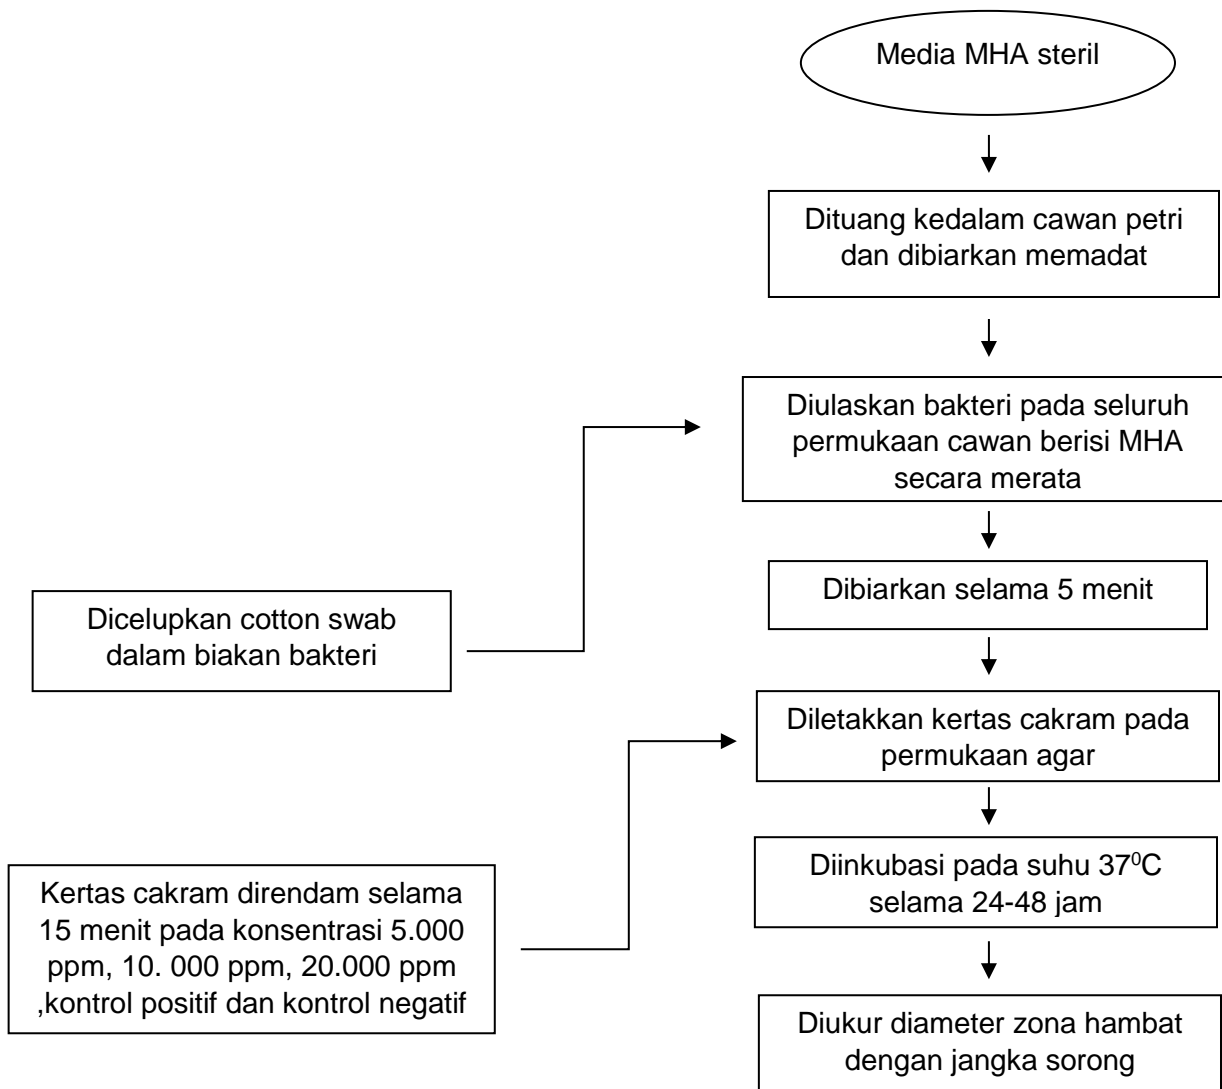 Media MHA steril
Dituang kedalam cawan petri
dan dibiarkan memadat
Diulaskan bakteri pada seluruh
permukaan cawan berisi MHA
secara merata
Dibiarkan selama 5 menit
Dicelupkan cotton swab
dalam biakan bakteri
Diletakkan kertas cakram pada
permukaan agar
Diinkubasi pada suhu 37⁰C
selama 24-48 jam
Kertas cakram direndam selama
15 menit pada konsentrasi 5.000
ppm, 10. 000 ppm, 20.000 ppm
,kontrol positif dan kontrol negatif
Diukur diameter zona hambat
dengan jangka sorong